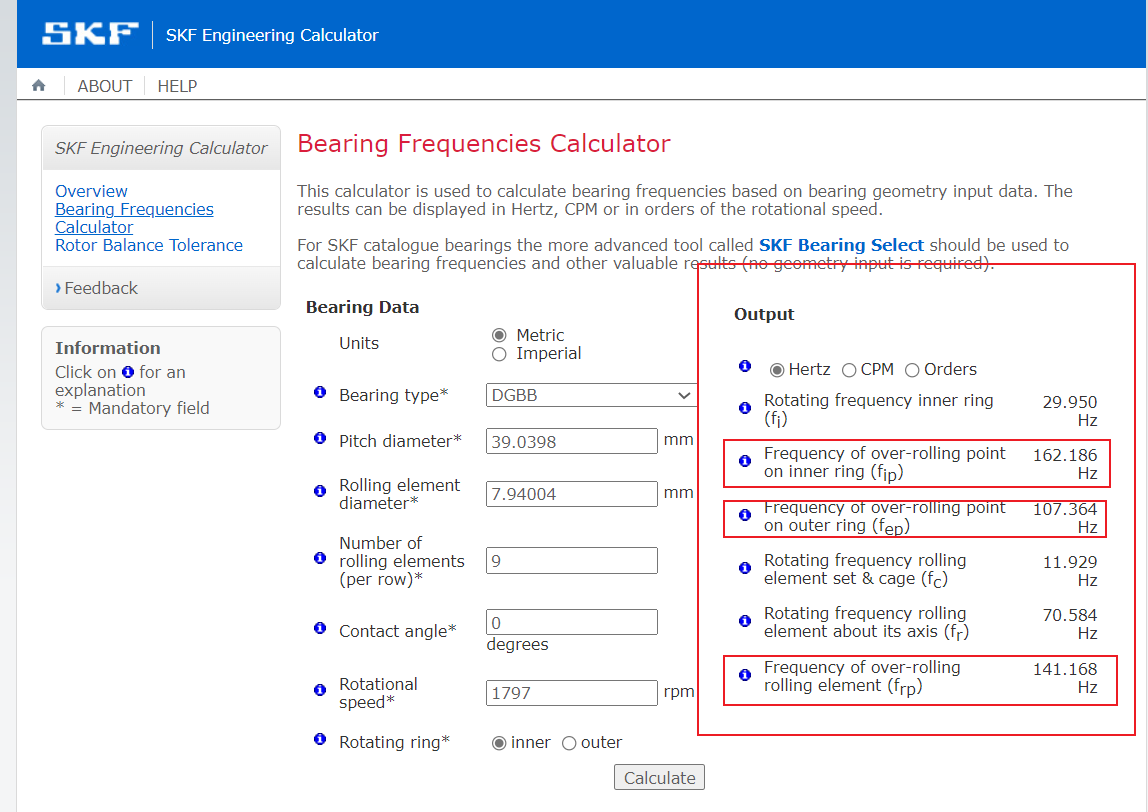 SKF
SKF Engineering Calculator
ABOUT
HELP
SKF Engineering Calculator
Overview
Bearing Frequencies
Calculator
Rotor Balance Tolerance
Feedback
Information
Click on i for an
explanation
* = Mandatory field
Bearing Frequencies Calculator
This calculator is used to calculate bearing frequencies based on bearing geometry input data. The
results can be displayed in Hertz, CPM or in orders of the rotational speed.
For SKF catalogue bearings the more advanced tool called SKF Bearing Select should be used to
calculate bearing frequencies and other valuable results (no geometry input is required).
Bearing Data
Units
Metric
Imperial
Bearing type*
DGBB
Pitch diameter*
39.0398
mm
Rolling element
diameter*
7.94004
mm
Number of
rolling elements
(per row)*
9
Contact angle*
0
degrees
Rotational
speed*
1797
rpm
Rotating ring*
inner
outer
Calculate
Output
Hertz
CPM
Orders
Rotating frequency inner ring
(fi)
29.950
Hz
Frequency of over-rolling point
on inner ring (fip)
162.186
Hz
Frequency of over-rolling point
on outer ring (fep)
107.364
Hz
Rotating frequency rolling
element set & cage (fc)
11.929
Hz
Rotating frequency rolling
element about its axis (fr)
70.584
Hz
Frequency of over-rolling
rolling element (frp)
141.168
Hz